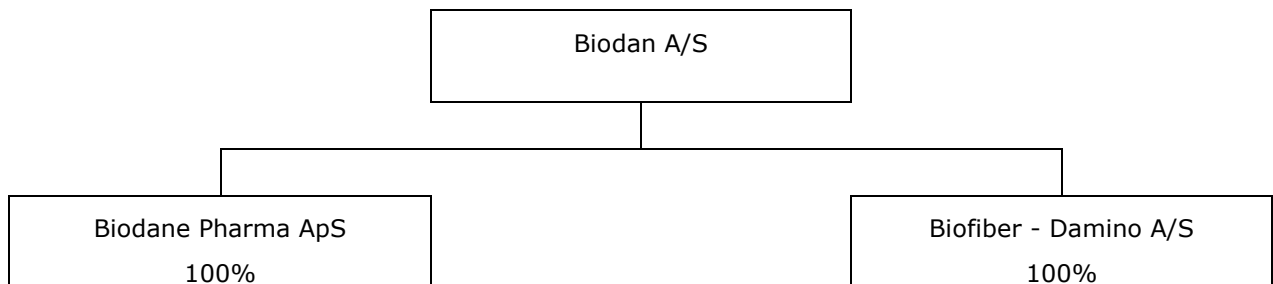 Biodan A/S
Biodane Pharma ApS
100%
Biofiber - Damino A/S
100%